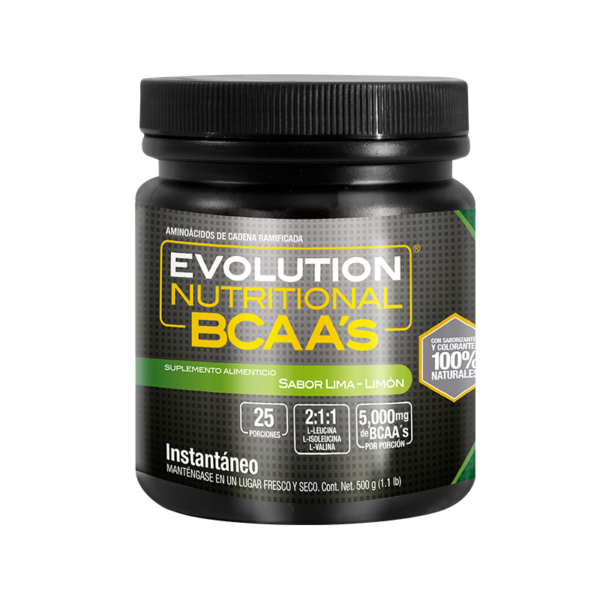 AMINOÁCIDOS DE CADENA RAMIFICADA
EVOLUTION®
NUTRITIONAL
BCAA'S
SUPLEMENTO ALIMENTICIO
SABOR LIMA - LIMÓN
CON SABORIZANTE
Y COLORANTE
100%
NATURALES
25
PORCIONES
2:1:1
L-LEUCINA
L-ISOLEUCINA
L-VALINA
5,000mg
de BCAA's
POR PORCIÓN
Instantáneo
MANTÉNGASE EN UN LUGAR FRESCO Y SECO. Cont. Net. 500 g (1.1 lb)